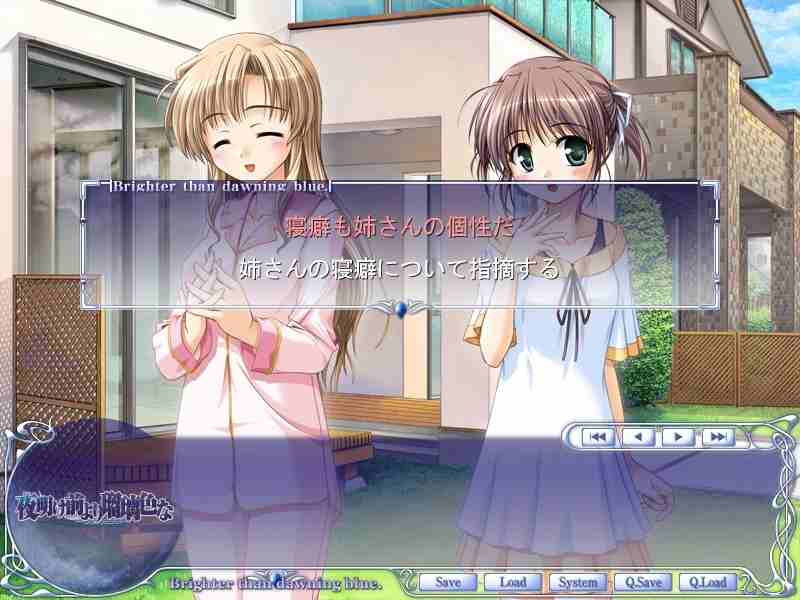 Brighter than dawning blue.
寝癖も姉さんの個性だ
姉さんの寝癖について指摘する
夜明け前より瑠璃色な
Brighter than dawning blue.
Save Load System Q.Save Q.Load